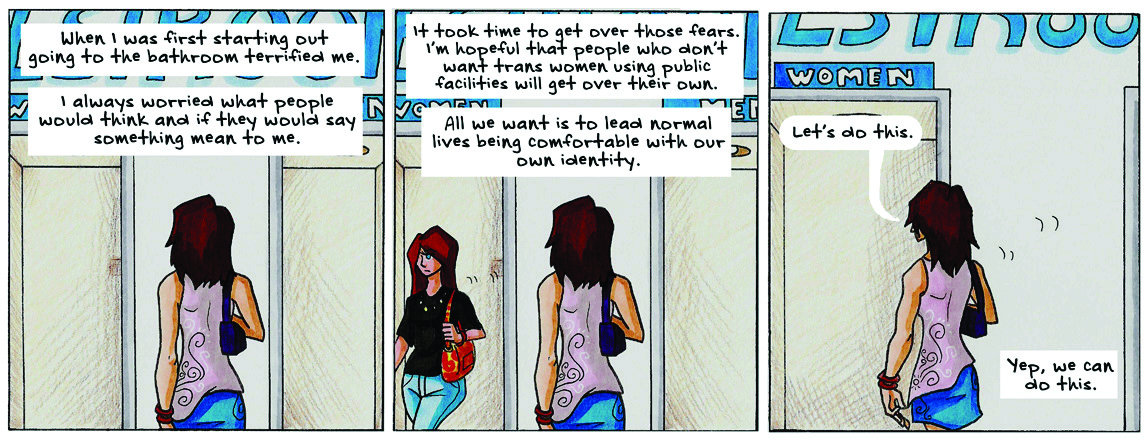 When I was first starting out
going to the bathroom terrified me.
I always worried what people
would think and if they would say
something mean to me.
It took time to get over those fears.
I'm hopeful that people who don't
want trans women using public
facilities will get over their own.
WOMEN
MEN
All we want is to lead normal
lives being comfortable with our
own identity.
ESTROO
WOMEN
Let's do this.
Yep, we can
do this.